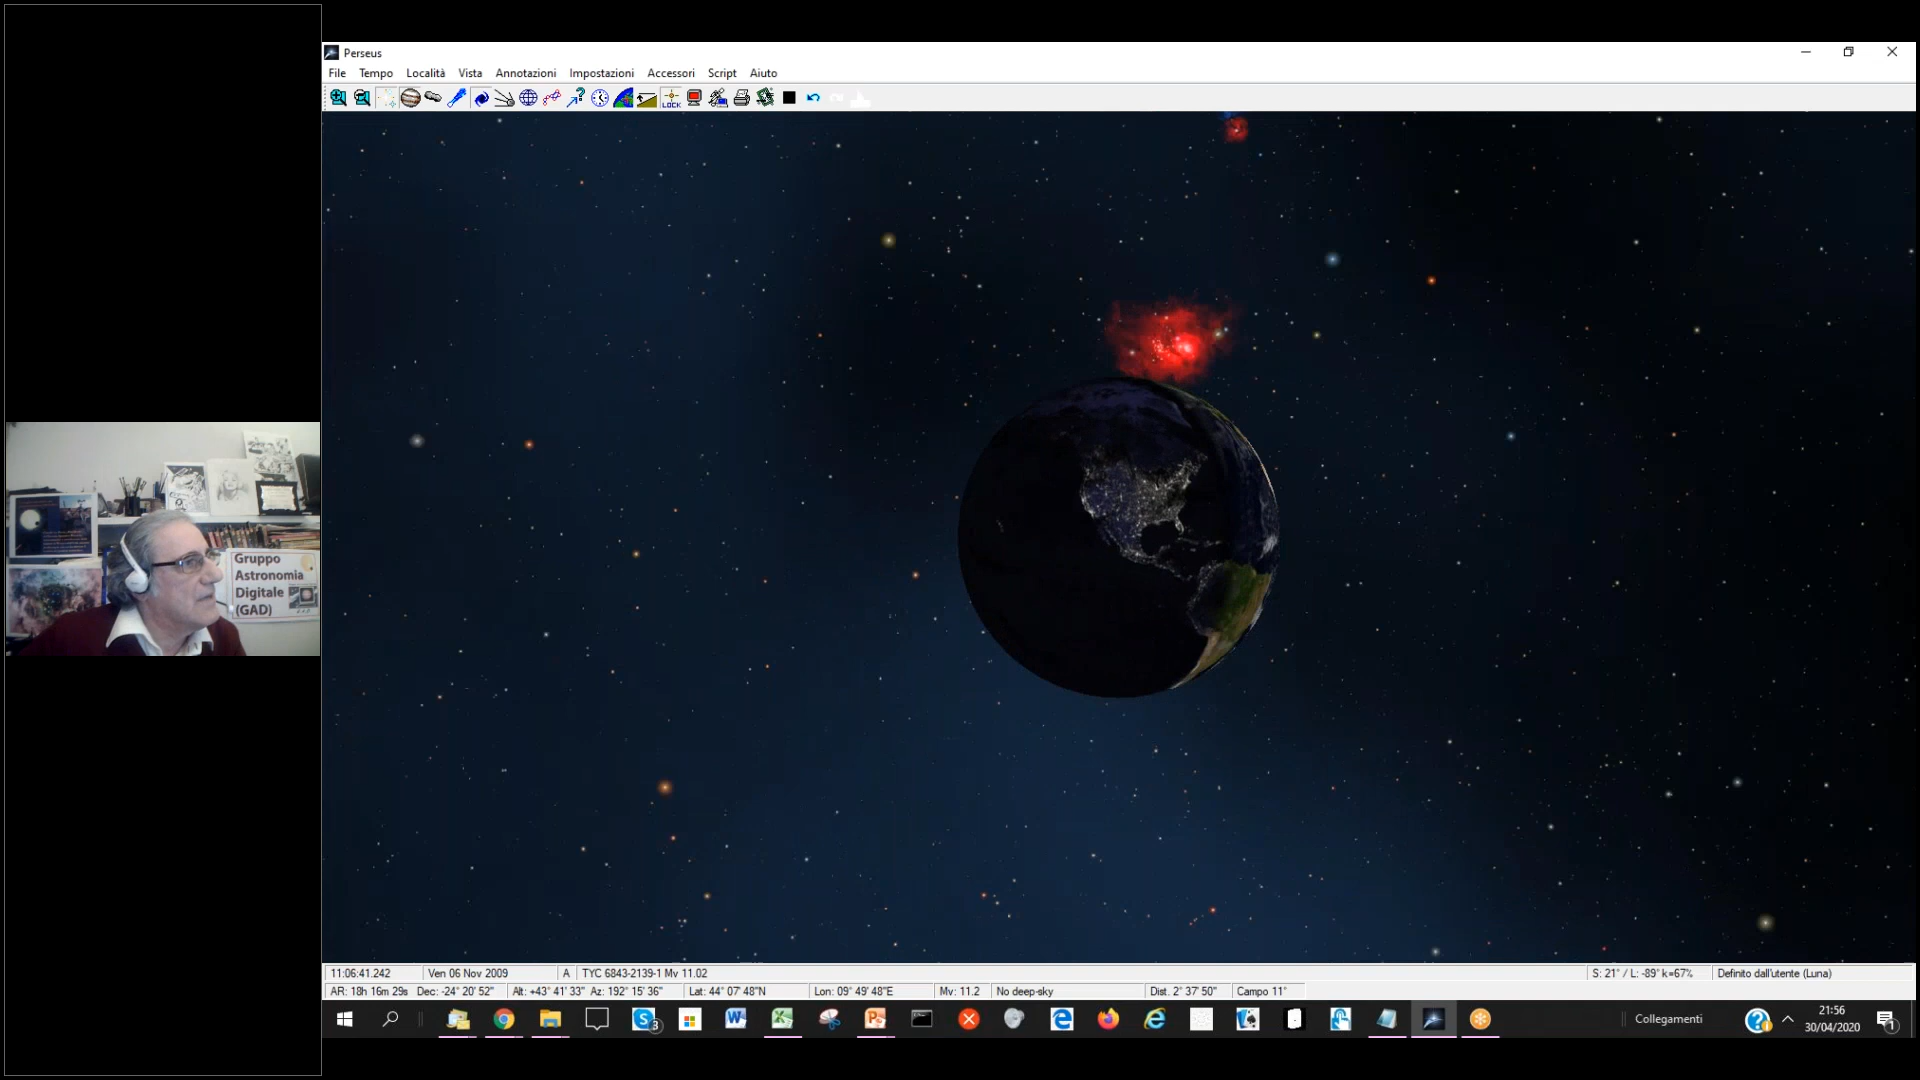 Perseus
File Tempo Località Vista Annotazioni Impostazioni Accessori Script Aiuto
LOCK
Gruppo
Astronomia
Digitale
(GAD)
11:06:41.242 Ven 06 Nov 2009 A TYC 6843-2139-1 Mv 11.02 S: 21° / L: -89° k=67% Definito dall'utente (Luna)
AR: 18h 16m 29s Dec: -24° 20' 52" Alt: +43° 41' 33" Az: 192° 15' 36" Lat: 44° 07' 48"N Lon: 09° 49' 48"E Mv: 11.2 No deep-sky Dist. 2° 37' 50" Campo 11°
3
Collegamenti
21:56
30/04/2020
1